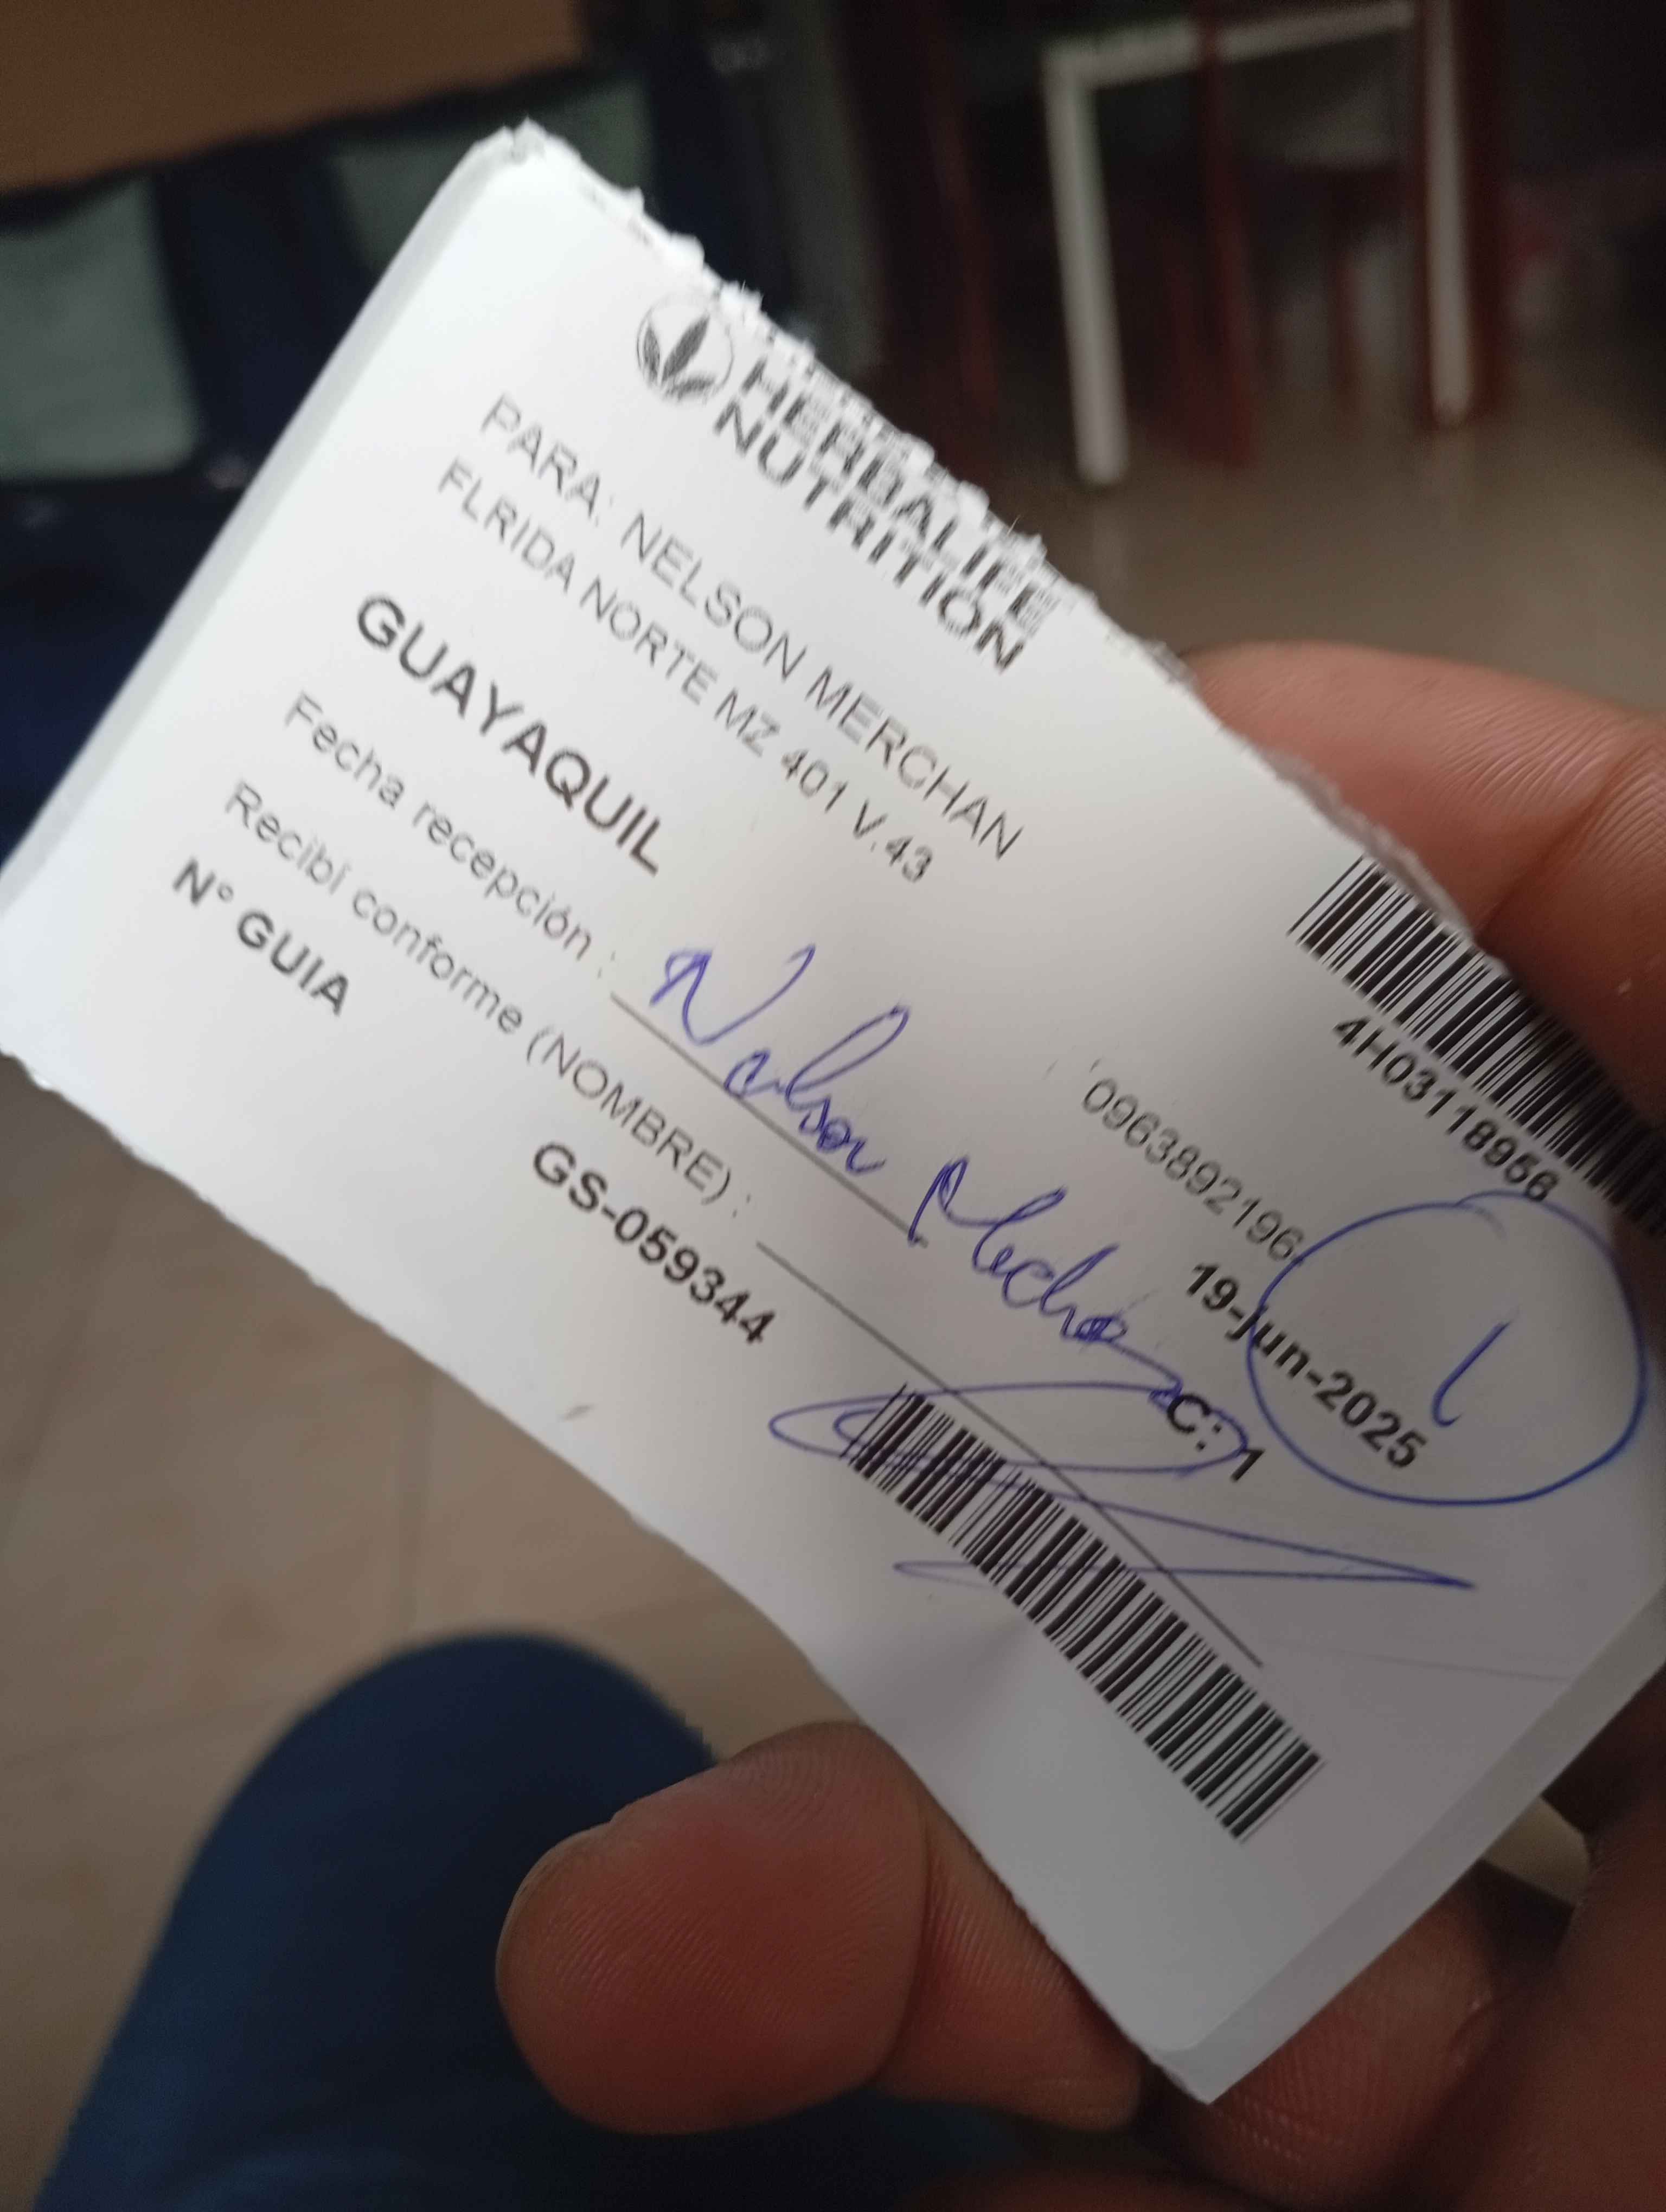 HERBALIFE
NUTRITION
4H03118956
PARA: NELSON MERCHAN
FLRIDA NORTE MZ 401 V.43
0963892196
1
GUAYAQUIL
19-jun-2025
Fecha recepción :
Nelson
Recibí conforme (NOMBRE) :
C: 1
N° GUIA
GS-059344